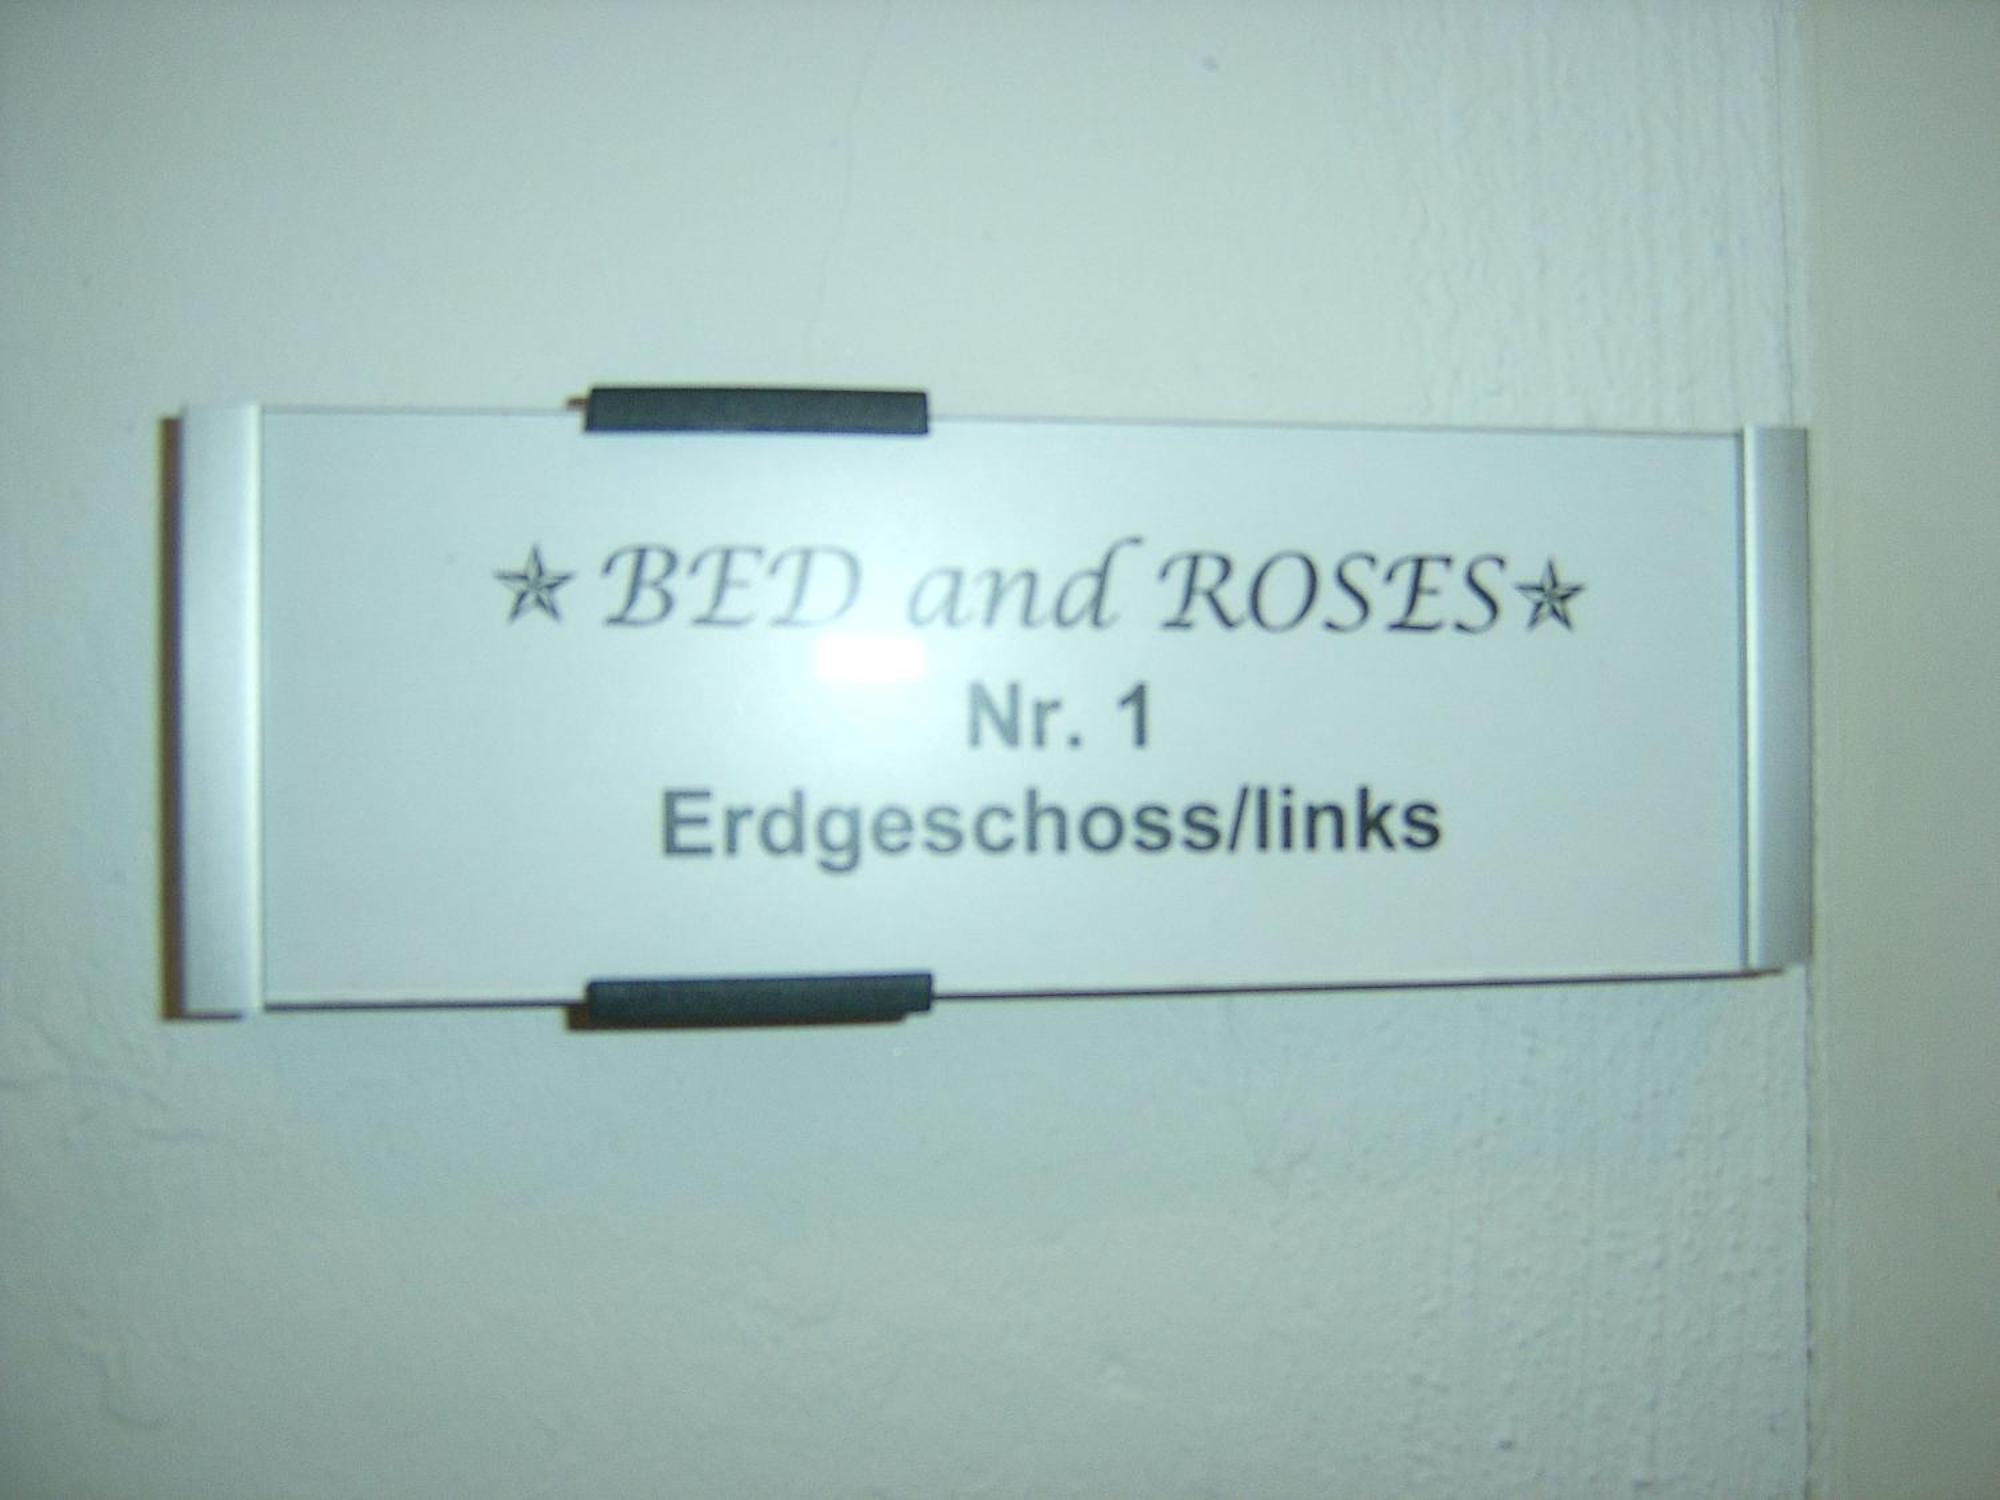 ★ BED and ROSES ★
Nr. 1
Erdgeschoss/links